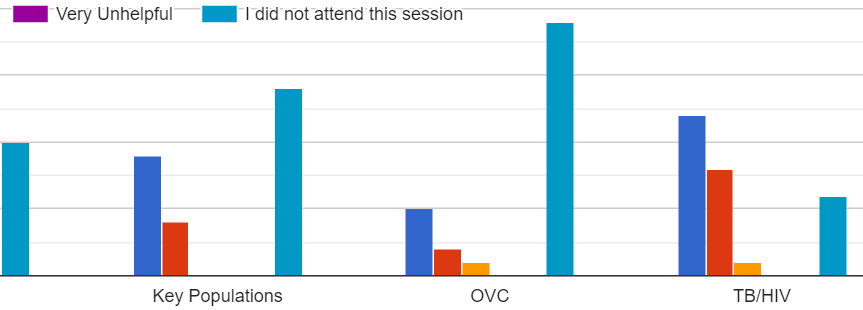 Very Unhelpful I did not attend this session
Key Populations OVC TB/HIV